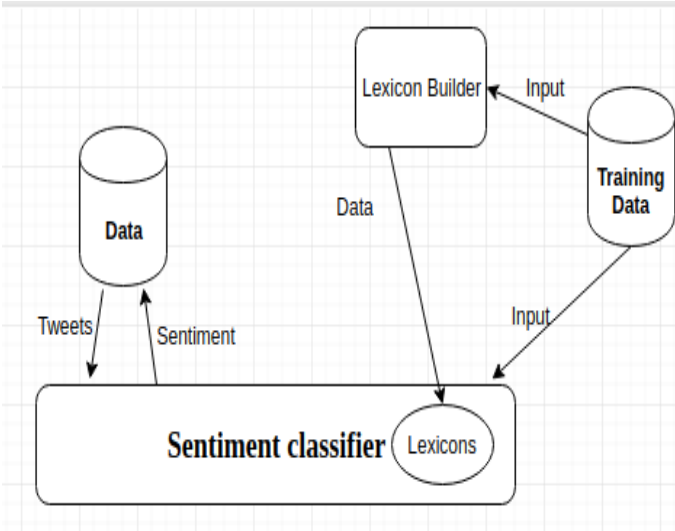 Lexicon Builder
Input
Training
Data
Data
Data
Input
Tweets
Sentiment
Sentiment classifier
Lexicons